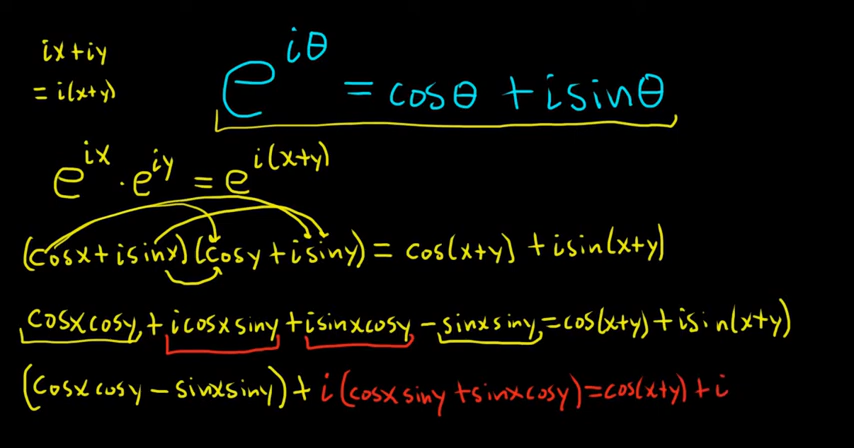 ix + iy
= i(x+y)
e^{iθ} = cosθ + i sinθ
e^{ix} · e^{iy} = e^{i(x+y)}
(cosx + isinx)(cosy + isiny) = cos(x+y) + isin(x+y)
cosxcosy + icosxsiny + isinxcosy - sinxsiny = cos(x+y) + isin(x+y)
(cosxcosy - sinxsiny) + i(cosxsiny + sinxcosy) = cos(x+y) + i